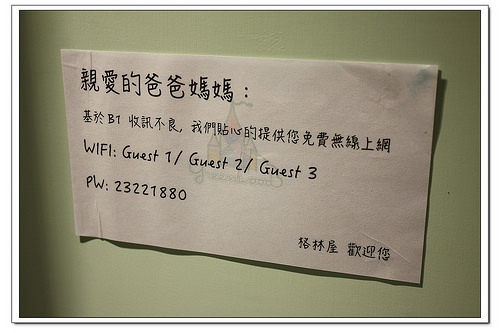 親愛的爸爸媽媽：
基於B1 收訊不良, 我們貼心的提供您免費無線上網
WIFI: Guest 1/ Guest 2/ Guest 3
PW: 23221880
格林屋 歡迎您